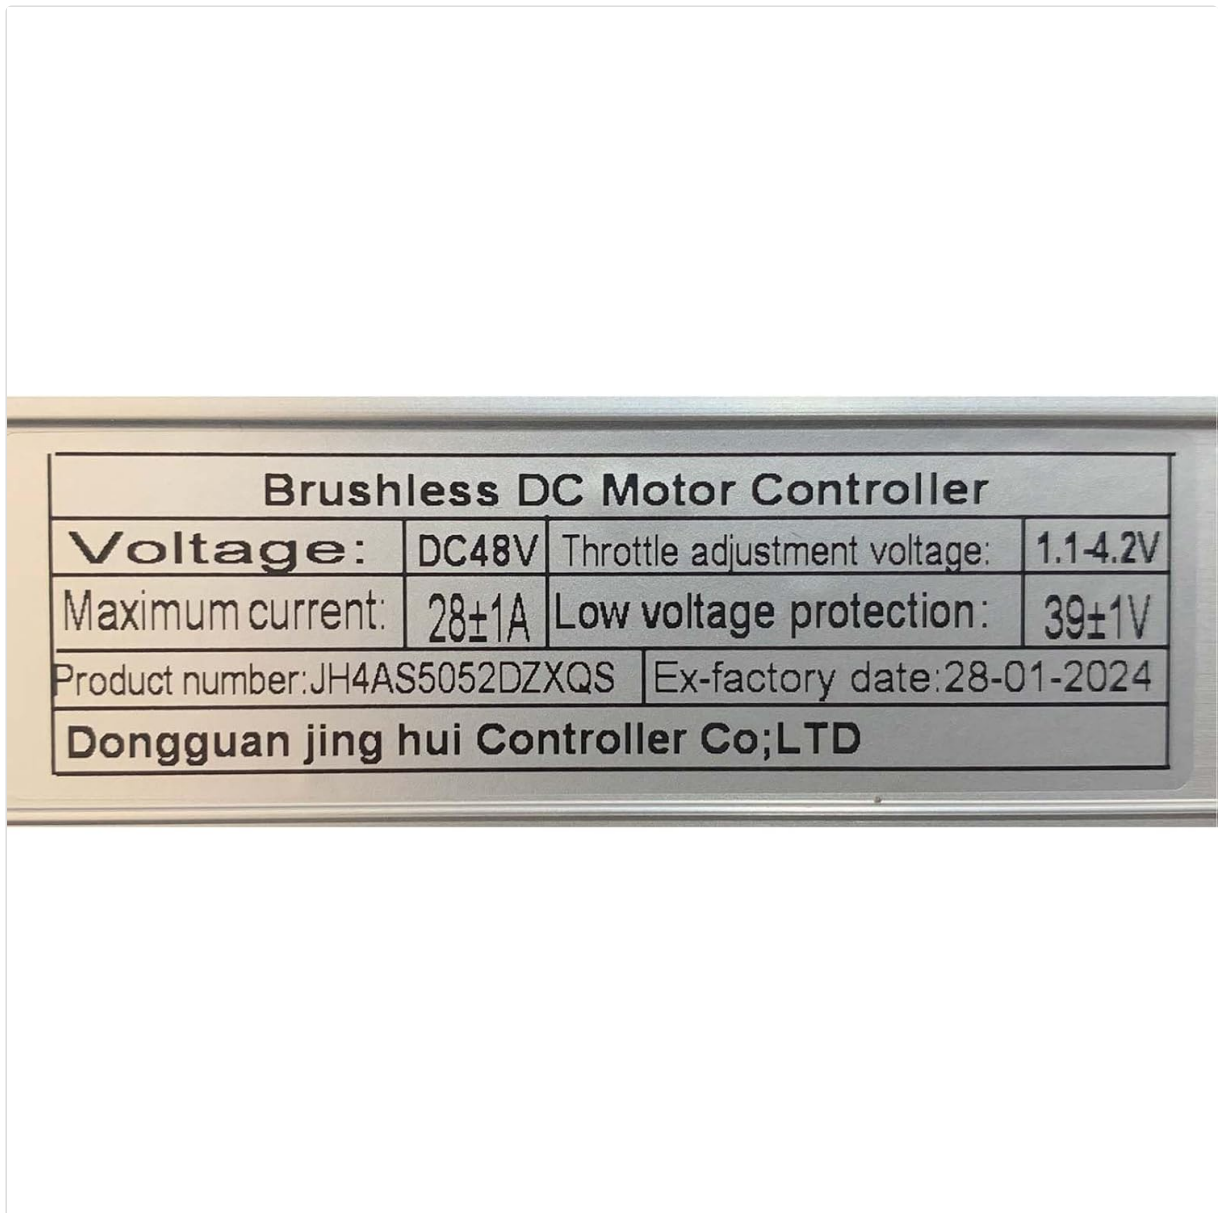 Brushless DC Motor Controller
Voltage: DC48V Throttle adjustment voltage: 1.1-4.2V
Maximum current: 28±1A Low voltage protection: 39±1V
Product number:JH4AS5052DZXQS Ex-factory date:28-01-2024
Dongguan jing hui Controller Co;LTD